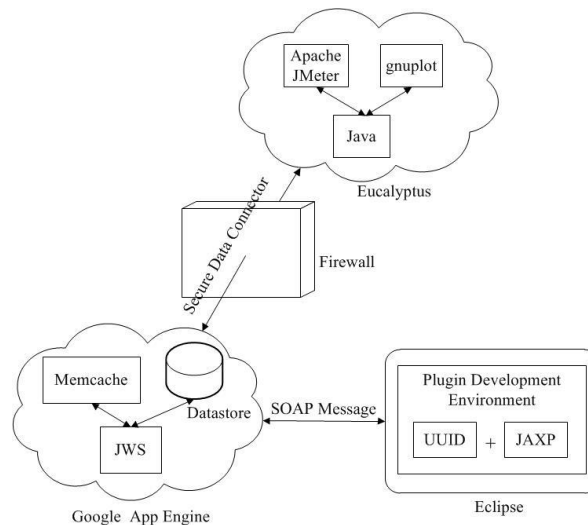 Apache
JMeter
gnuplot
Java
Eucalyptus
Secure Data Connector
Firewall
Memcache
Datastore
JWS
Google App Engine
SOAP Message
Plugin Development
Environment
UUID + JAXP
Eclipse